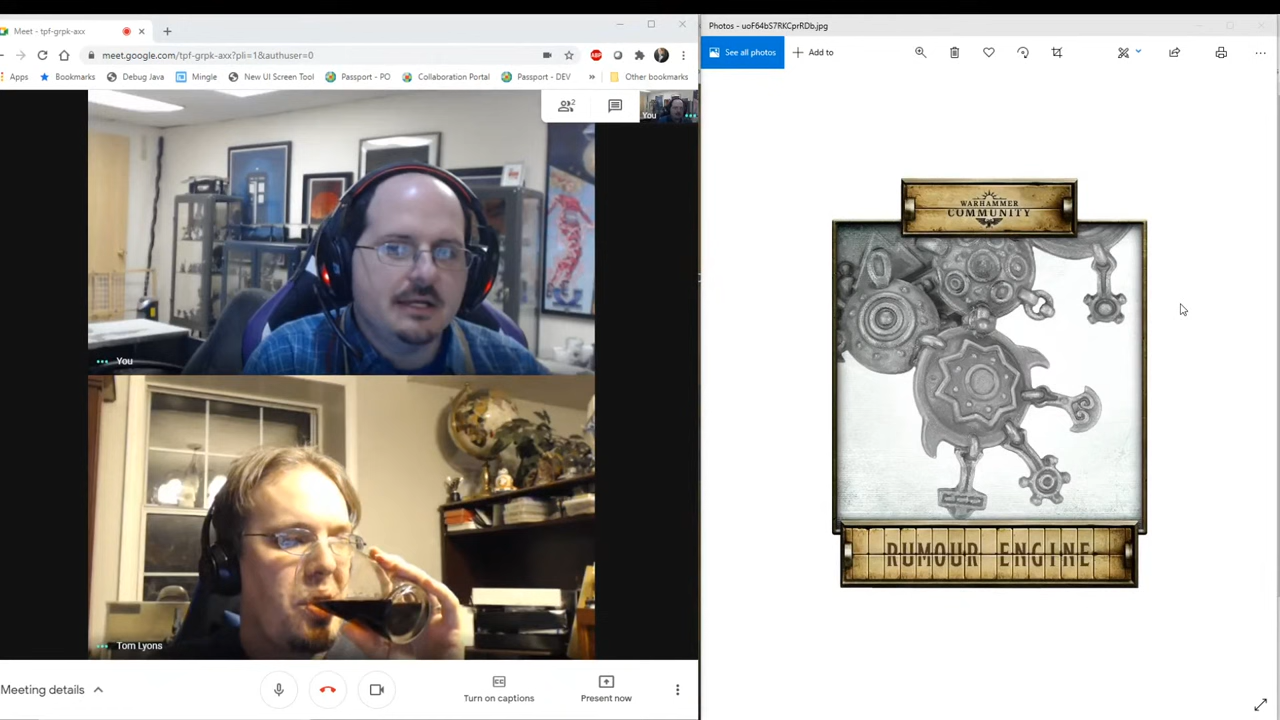 Meet - tpf-grpk-axx
meet.google.com/tpf-grpk-axx?pli=1&authuser=0
Apps Bookmarks Debug Java Mingle New UI Screen Tool Passport - PO Collaboration Portal Passport - DEV » Other bookmarks
2
You
You
Tom Lyons
Meeting details
Turn on captions
Present now
Photos - uoF64bS7RKCprRDb.jpg
See all photos
Add to
WARHAMMER
COMMUNITY
RUMOUR ENGINE